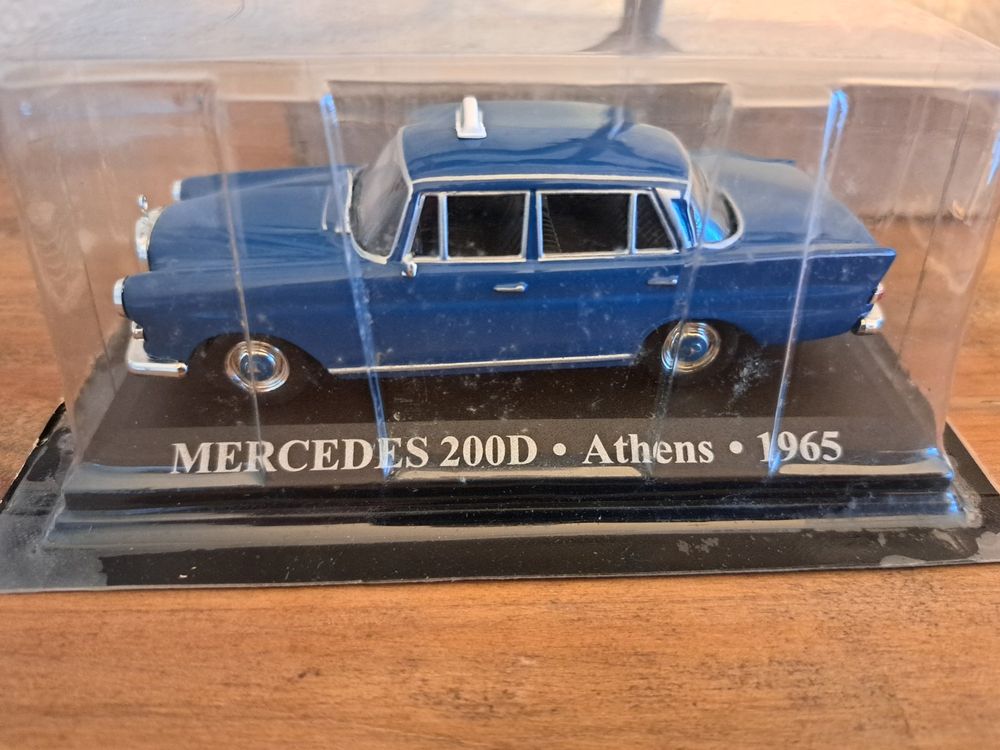 MERCEDES 200D • Athens • 1965